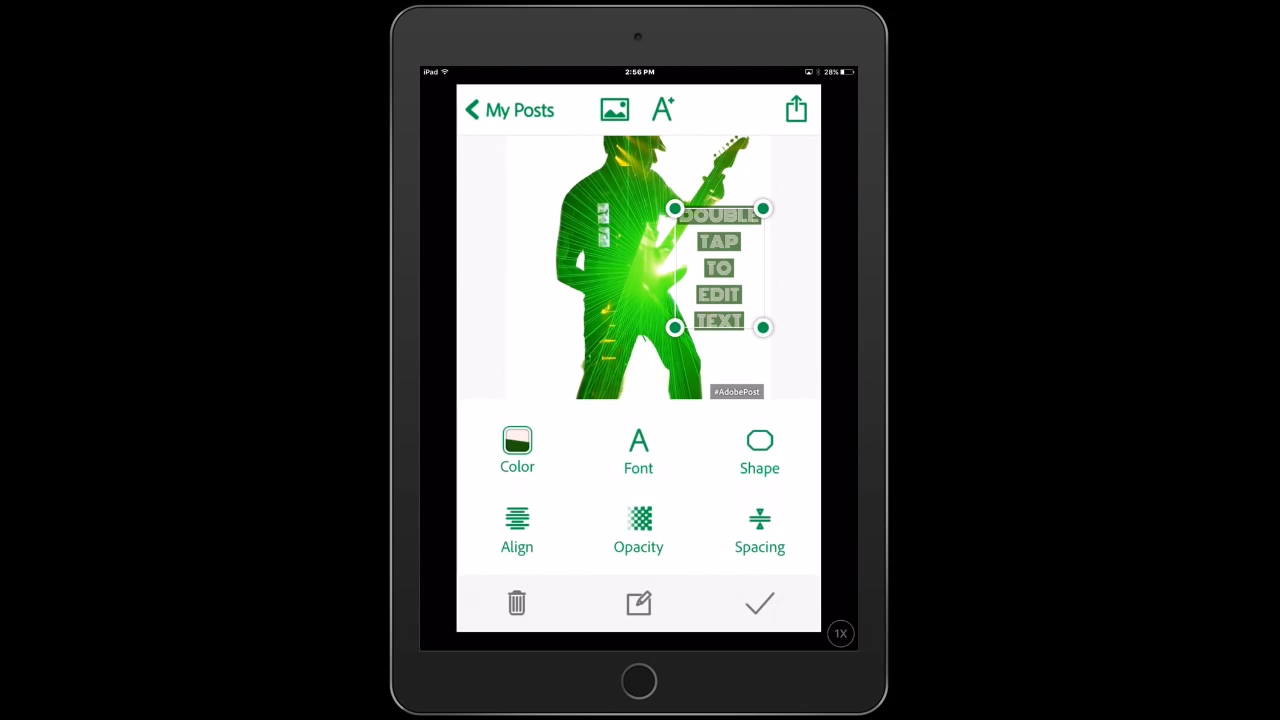 iPad
2:56 PM
28%
My Posts
A+
DOUBLE
TAP
TO
EDIT
TEXT
#AdobePost
Color
A
Font
Shape
Align
Opacity
Spacing
1X